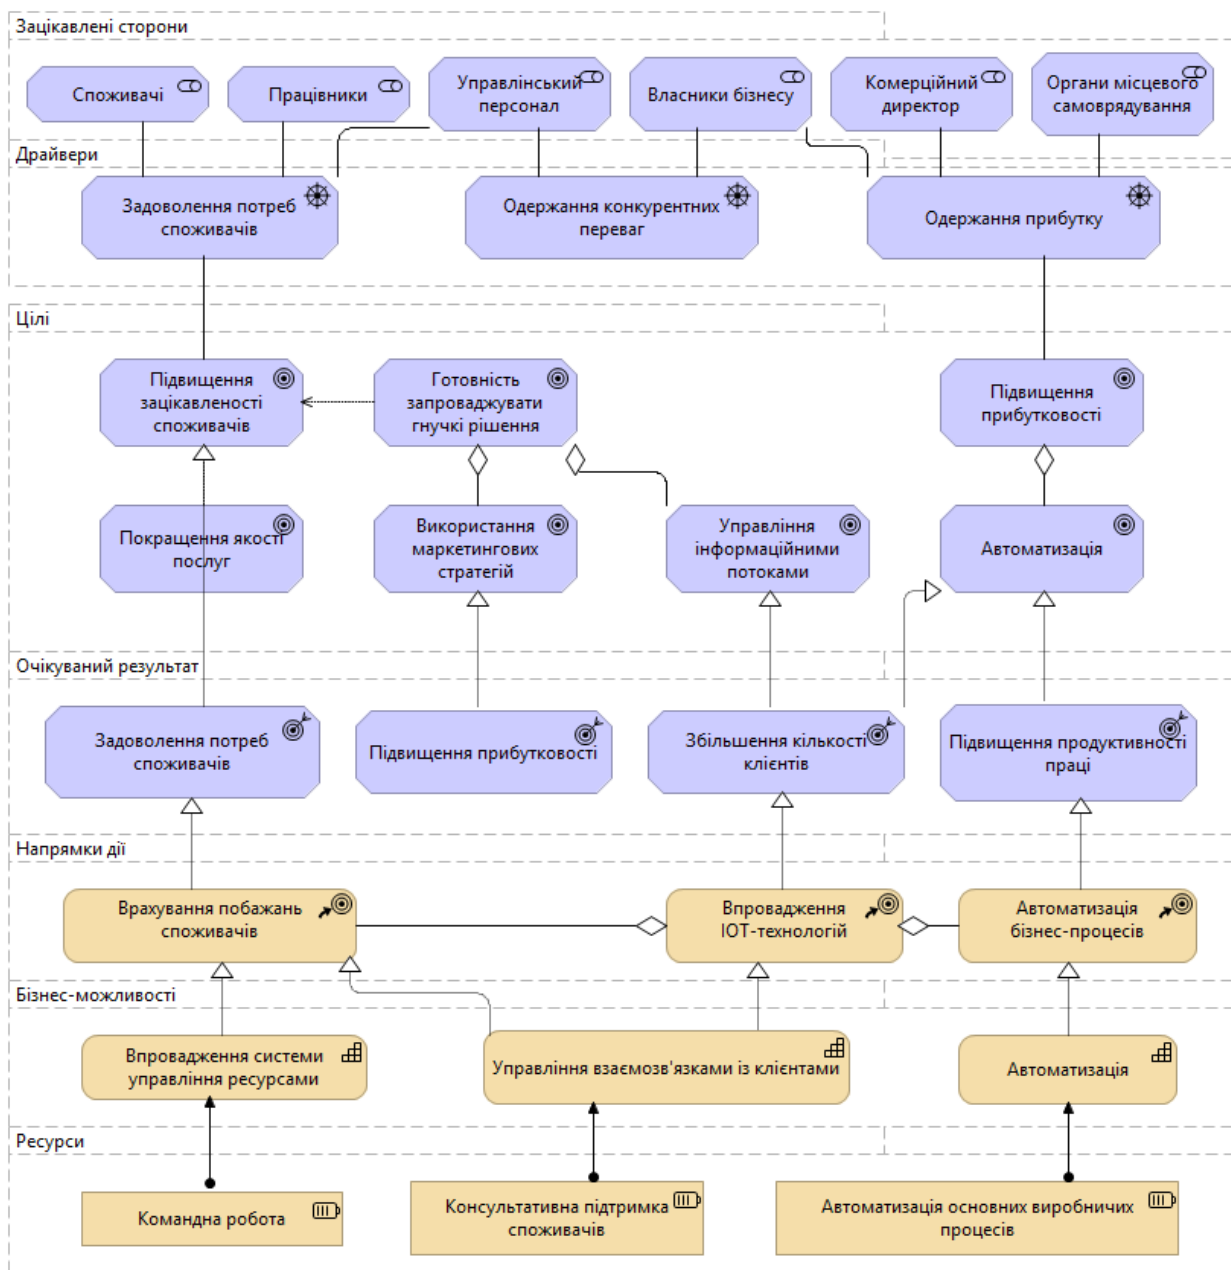 Зацікавлені сторони
Споживачі
Працівники
Управлінський
персонал
Власники бізнесу
Комерційний
директор
Органи місцевого
самоврядування
Драйвери
Задоволення потреб
споживачів
Одержання конкурентних
переваг
Одержання прибутку
Цілі
Підвищення
зацікавленості
споживачів
Готовність
запроваджувати
гнучкі рішення
Підвищення
прибутковості
Покращення якості
послуг
Використання
маркетингових
стратегій
Управління
інформаційними
потоками
Автоматизація
Очікуваний результат
Задоволення потреб
споживачів
Підвищення прибутковості
Збільшення кількості
клієнтів
Підвищення продуктивності
праці
Напрямки дії
Врахування побажань
споживачів
Впровадження
ІОТ-технологій
Автоматизація
бізнес-процесів
Бізнес-можливості
Впровадження системи
управління ресурсами
Управління взаємозв'язками із клієнтами
Автоматизація
Ресурси
Командна робота
Консультативна підтримка
споживачів
Автоматизація основних виробничих
процесів